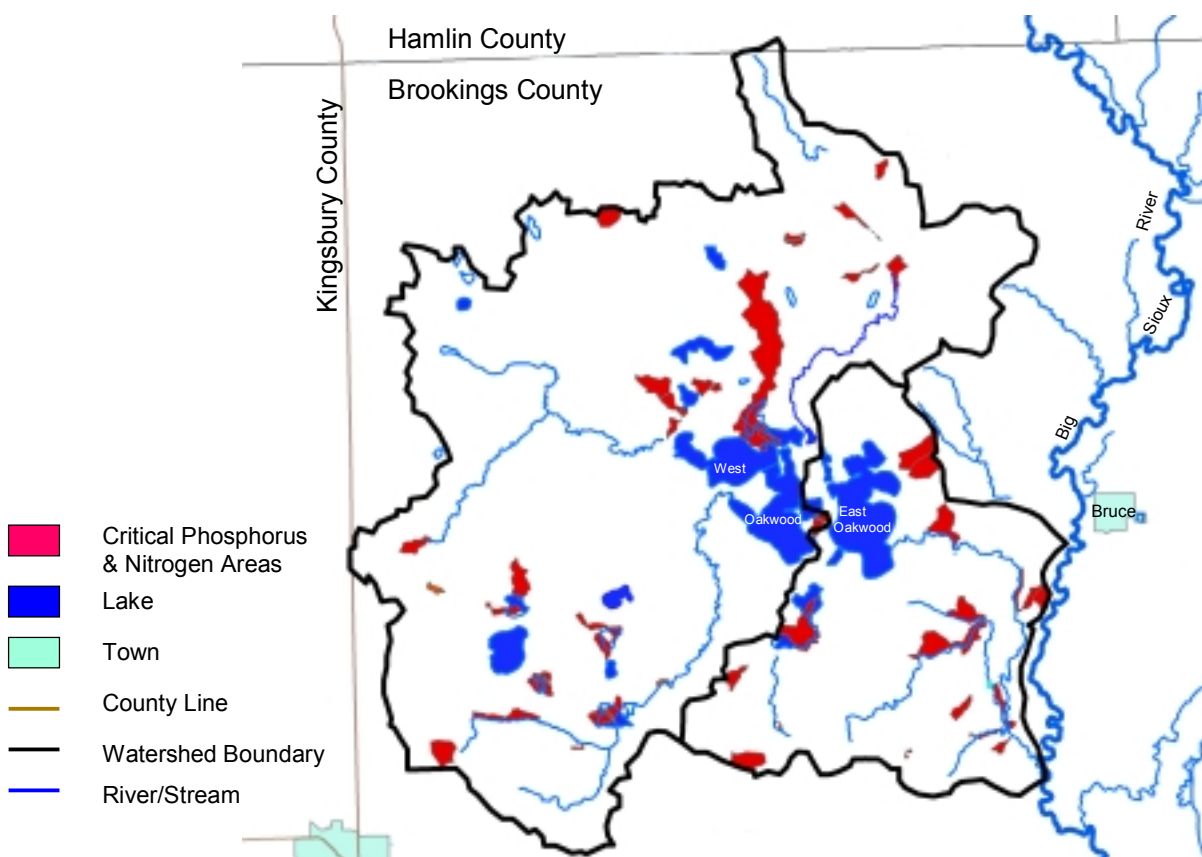 Hamlin County
Brookings County
Kingsbury County
River
Sioux
Big
West
Oakwood
East
Oakwood
Bruce
Critical Phosphorus
& Nitrogen Areas
Lake
Town
County Line
Watershed Boundary
River/Stream